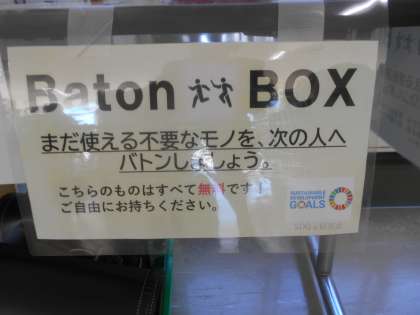 Baton BOX
まだ使える不要なモノを、次の人へ
バトンしましょう。
こちらのものはすべて無料です！
ご自由にお持ちください。
SUSTAINABLE
DEVELOPMENT
GOALS